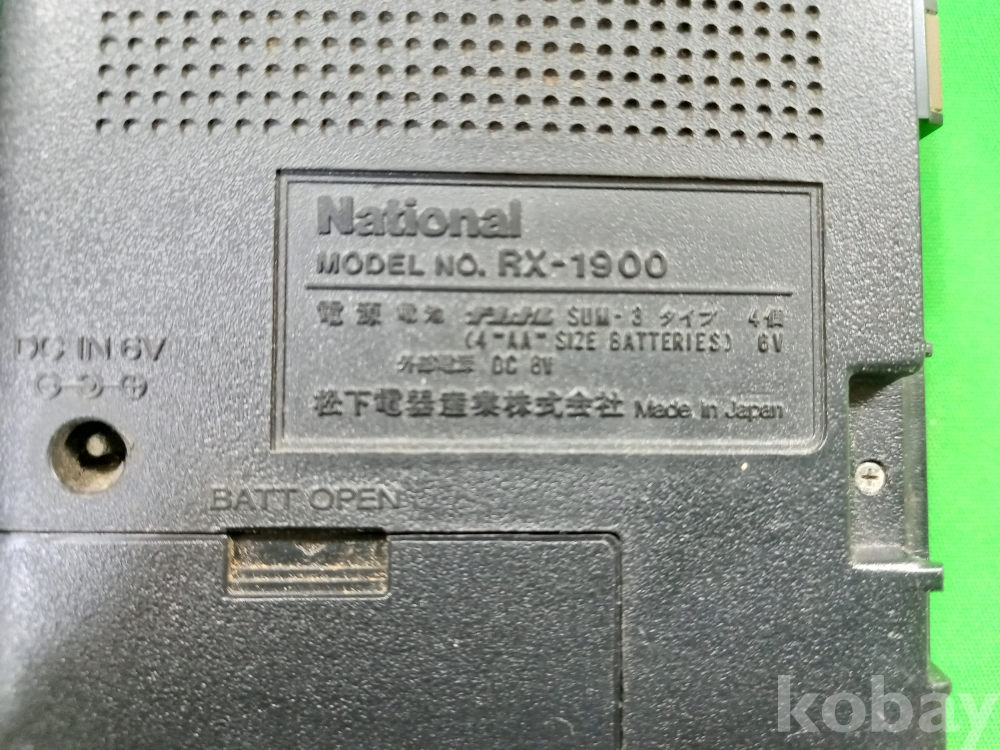 National
MODEL NO. RX-1900
電源 電池 SUM-3 タイプ 4個
(4"AA" SIZE BATTERIES) 6V
外部電源 DC 6V
松下電器産業株式会社 Made in Japan
DC IN 6V
BATT OPEN
kobay